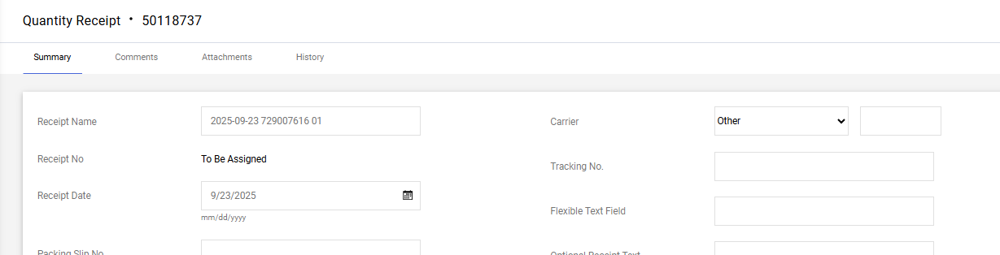 Quantity Receipt • 50118737
Summary Comments Attachments History
Receipt Name 2025-09-23 729007616 01
Carrier Other
Receipt No To Be Assigned
Tracking No.
Receipt Date 9/23/2025
mm/dd/yyyy
Flexible Text Field
Packing Slip No
Optional Receipt Text